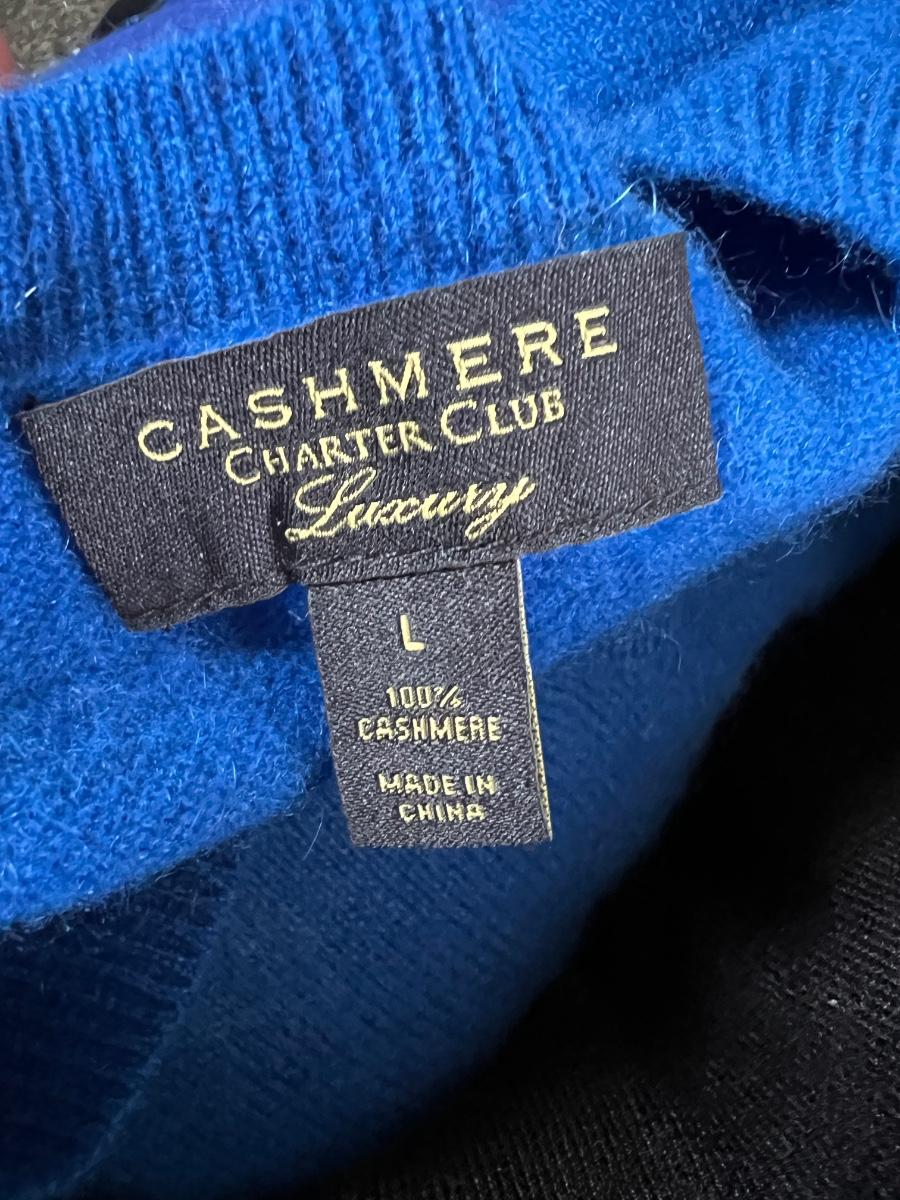 CASHMERE
CHARTER CLUB
Luxury
L
100%
CASHMERE
MADE IN
CHINA